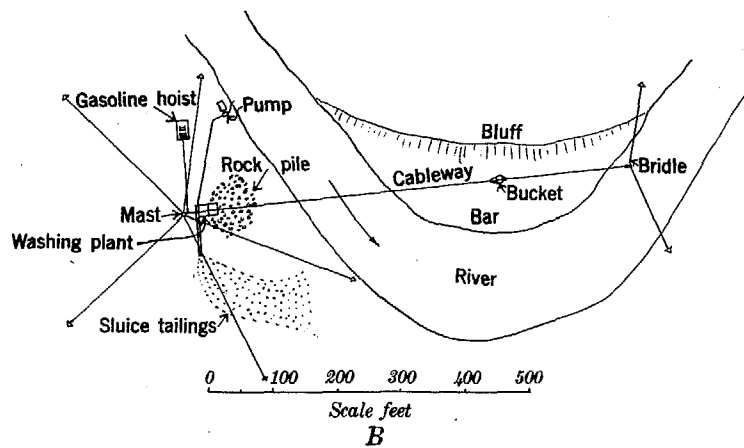 Gasoline hoist
Pump
Bluff
Rock pile
Cableway
Bridle
Bucket
Mast
Bar
Washing plant
River
Sluice tailings
0 100 200 300 400 500
Scale feet
B